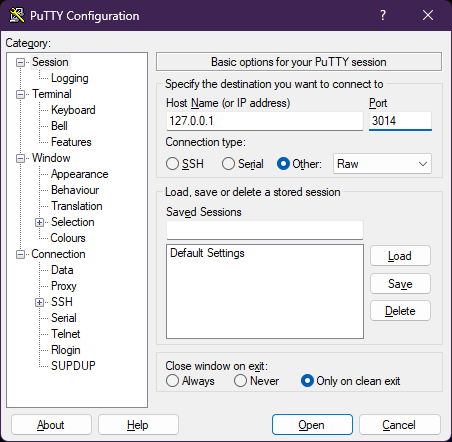 PuTTY Configuration
?
Category:
Session
Logging
Terminal
Keyboard
Bell
Features
Window
Appearance
Behaviour
Translation
Selection
Colours
Connection
Data
Proxy
SSH
Serial
Telnet
Rlogin
SUPDUP
Basic options for your PuTTY session
Specify the destination you want to connect to
Host Name (or IP address) Port
127.0.0.1 3014
Connection type:
SSH Serial Other: Raw
Load, save or delete a stored session
Saved Sessions
Default Settings
Load
Save
Delete
Close window on exit:
Always Never Only on clean exit
About Help Open Cancel